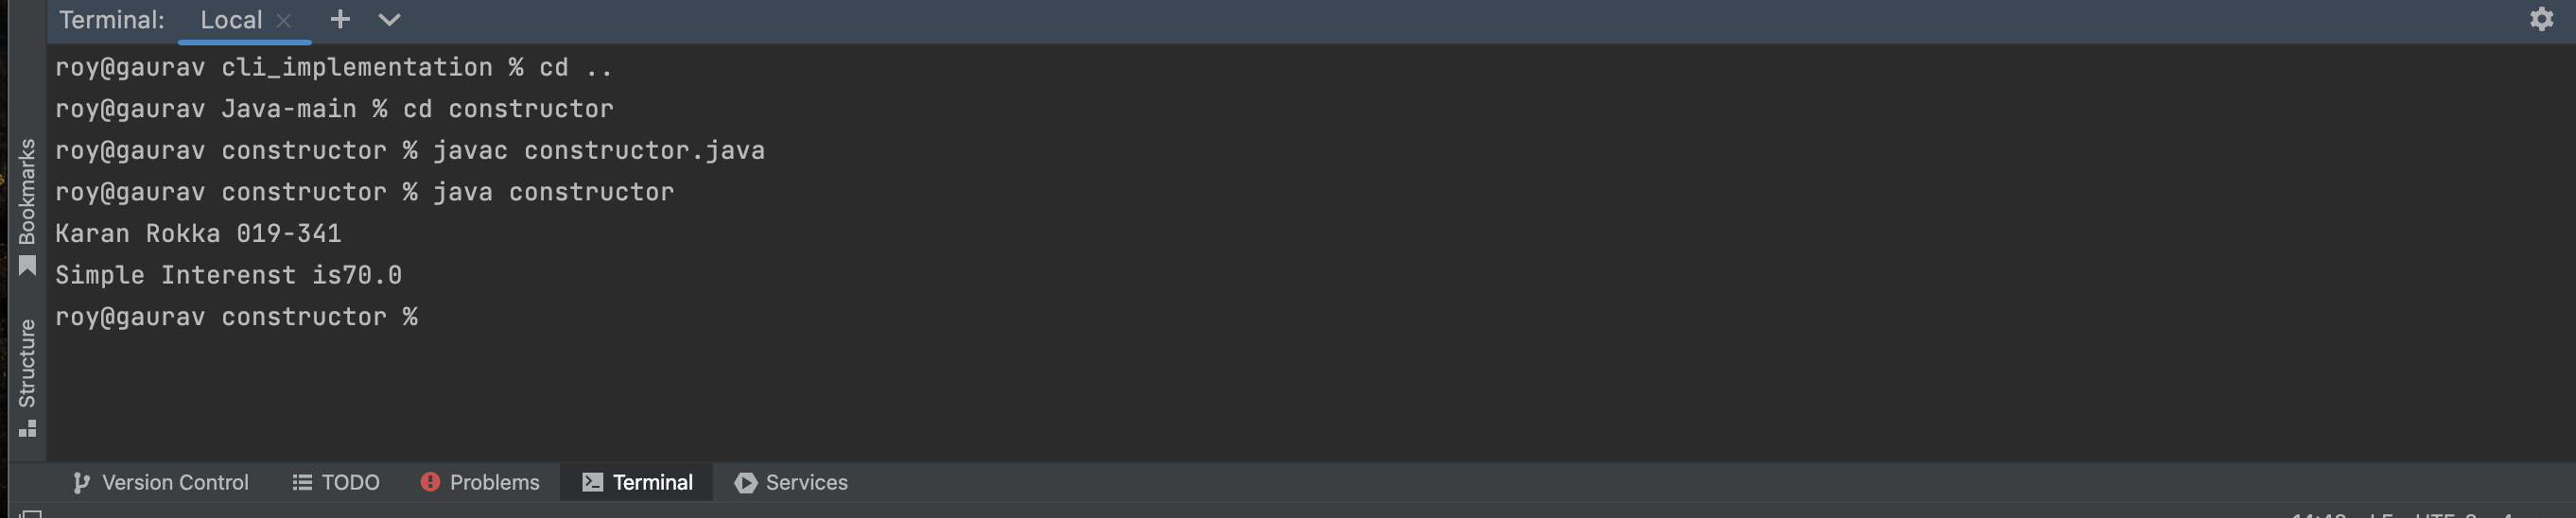 Terminal: Local
roy@gaurav cli_implementation % cd ..
roy@gaurav Java-main % cd constructor
roy@gaurav constructor % javac constructor.java
roy@gaurav constructor % java constructor
Karan Rokka 019-341
Simple Interenst is70.0
roy@gaurav constructor %
Bookmarks
Structure
Version Control TODO Problems Terminal Services